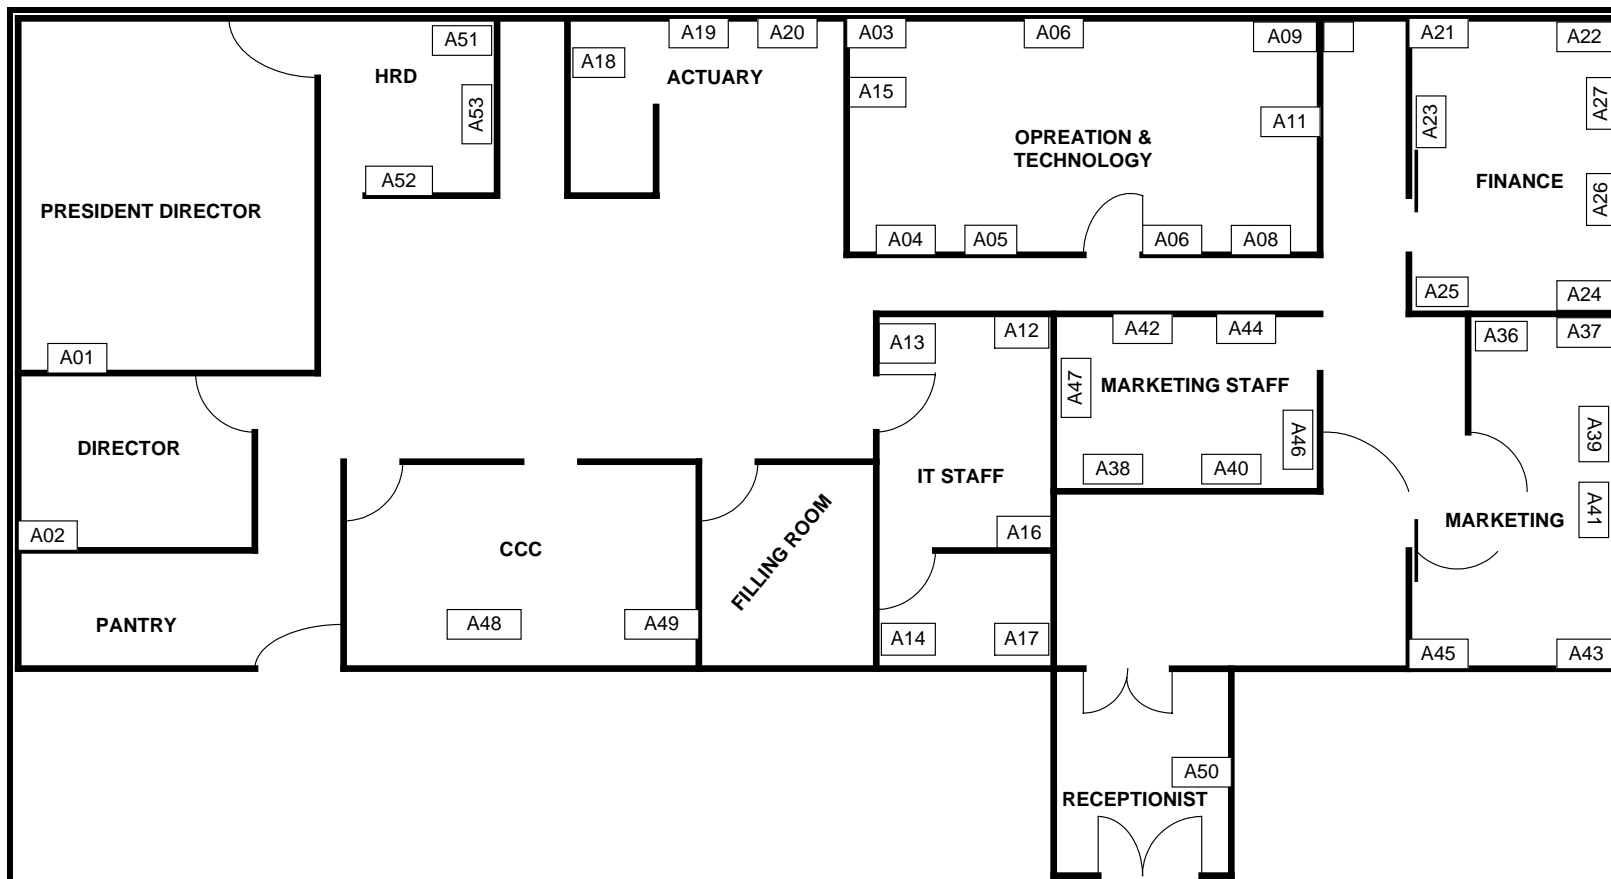 A51
A19
A20
A03
A06
A09
A21
A22
A18
HRD
ACTUARY
A15
A53
A27
A23
A11
OPREATION &
TECHNOLOGY
A52
FINANCE
A26
PRESIDENT DIRECTOR
A04
A05
A06
A08
A25
A24
A13
A12
A42
A44
A36
A37
A01
A47
MARKETING STAFF
DIRECTOR
A46
A39
A38
A40
IT STAFF
A41
MARKETING
A02
A16
CCC
FILLING ROOM
PANTRY
A48
A49
A14
A17
A45
A43
A50
RECEPTIONIST